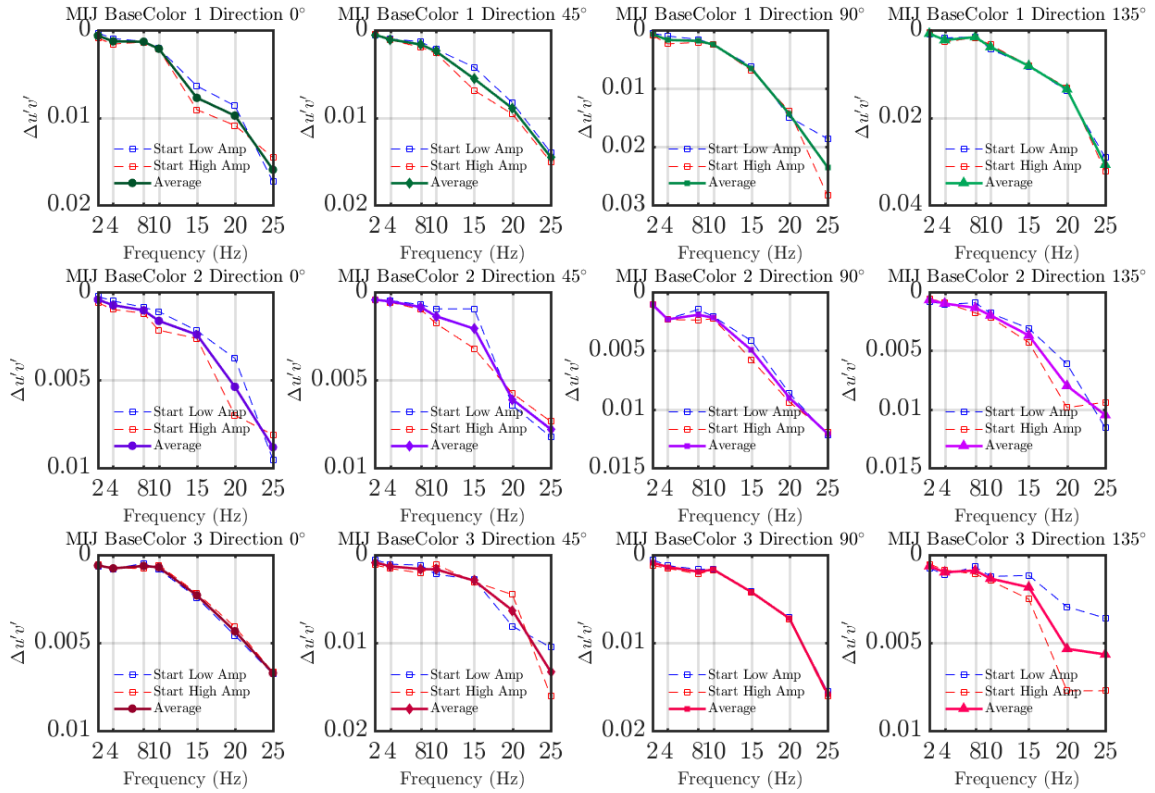 MIJ BaseColor 1 Direction 0°
0
0.01
0.02
Δu′v′
Start Low Amp
Start High Amp
Average
2 4 8 10 15 20 25
Frequency (Hz)
MIJ BaseColor 1 Direction 45°
0
0.01
0.02
Δu′v′
Start Low Amp
Start High Amp
Average
2 4 8 10 15 20 25
Frequency (Hz)
MIJ BaseColor 1 Direction 90°
0
0.01
0.02
0.03
Δu′v′
Start Low Amp
Start High Amp
Average
2 4 8 10 15 20 25
Frequency (Hz)
MIJ BaseColor 1 Direction 135°
0
0.02
0.04
Δu′v′
Start Low Amp
Start High Amp
Average
2 4 8 10 15 20 25
Frequency (Hz)
MIJ BaseColor 2 Direction 0°
0
0.005
0.01
Δu′v′
Start Low Amp
Start High Amp
Average
2 4 8 10 15 20 25
Frequency (Hz)
MIJ BaseColor 2 Direction 45°
0
0.005
0.01
Δu′v′
Start Low Amp
Start High Amp
Average
2 4 8 10 15 20 25
Frequency (Hz)
MIJ BaseColor 2 Direction 90°
0
0.005
0.01
0.015
Δu′v′
Start Low Amp
Start High Amp
Average
2 4 8 10 15 20 25
Frequency (Hz)
MIJ BaseColor 2 Direction 135°
0
0.005
0.01
0.015
Δu′v′
Start Low Amp
Start High Amp
Average
2 4 8 10 15 20 25
Frequency (Hz)
MIJ BaseColor 3 Direction 0°
0
0.005
0.01
Δu′v′
Start Low Amp
Start High Amp
Average
2 4 8 10 15 20 25
Frequency (Hz)
MIJ BaseColor 3 Direction 45°
0
0.01
0.02
Δu′v′
Start Low Amp
Start High Amp
Average
2 4 8 10 15 20 25
Frequency (Hz)
MIJ BaseColor 3 Direction 90°
0
0.01
0.02
Δu′v′
Start Low Amp
Start High Amp
Average
2 4 8 10 15 20 25
Frequency (Hz)
MIJ BaseColor 3 Direction 135°
0
0.005
0.01
Δu′v′
Start Low Amp
Start High Amp
Average
2 4 8 10 15 20 25
Frequency (Hz)